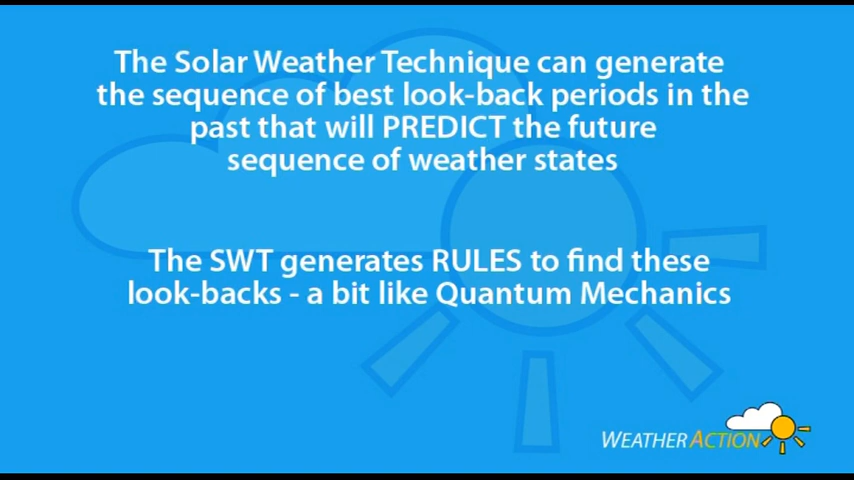 The Solar Weather Technique can generate
the sequence of best look-back periods in the
past that will PREDICT the future
sequence of weather states
The SWT generates RULES to find these
look-backs - a bit like Quantum Mechanics
WEATHERACTION